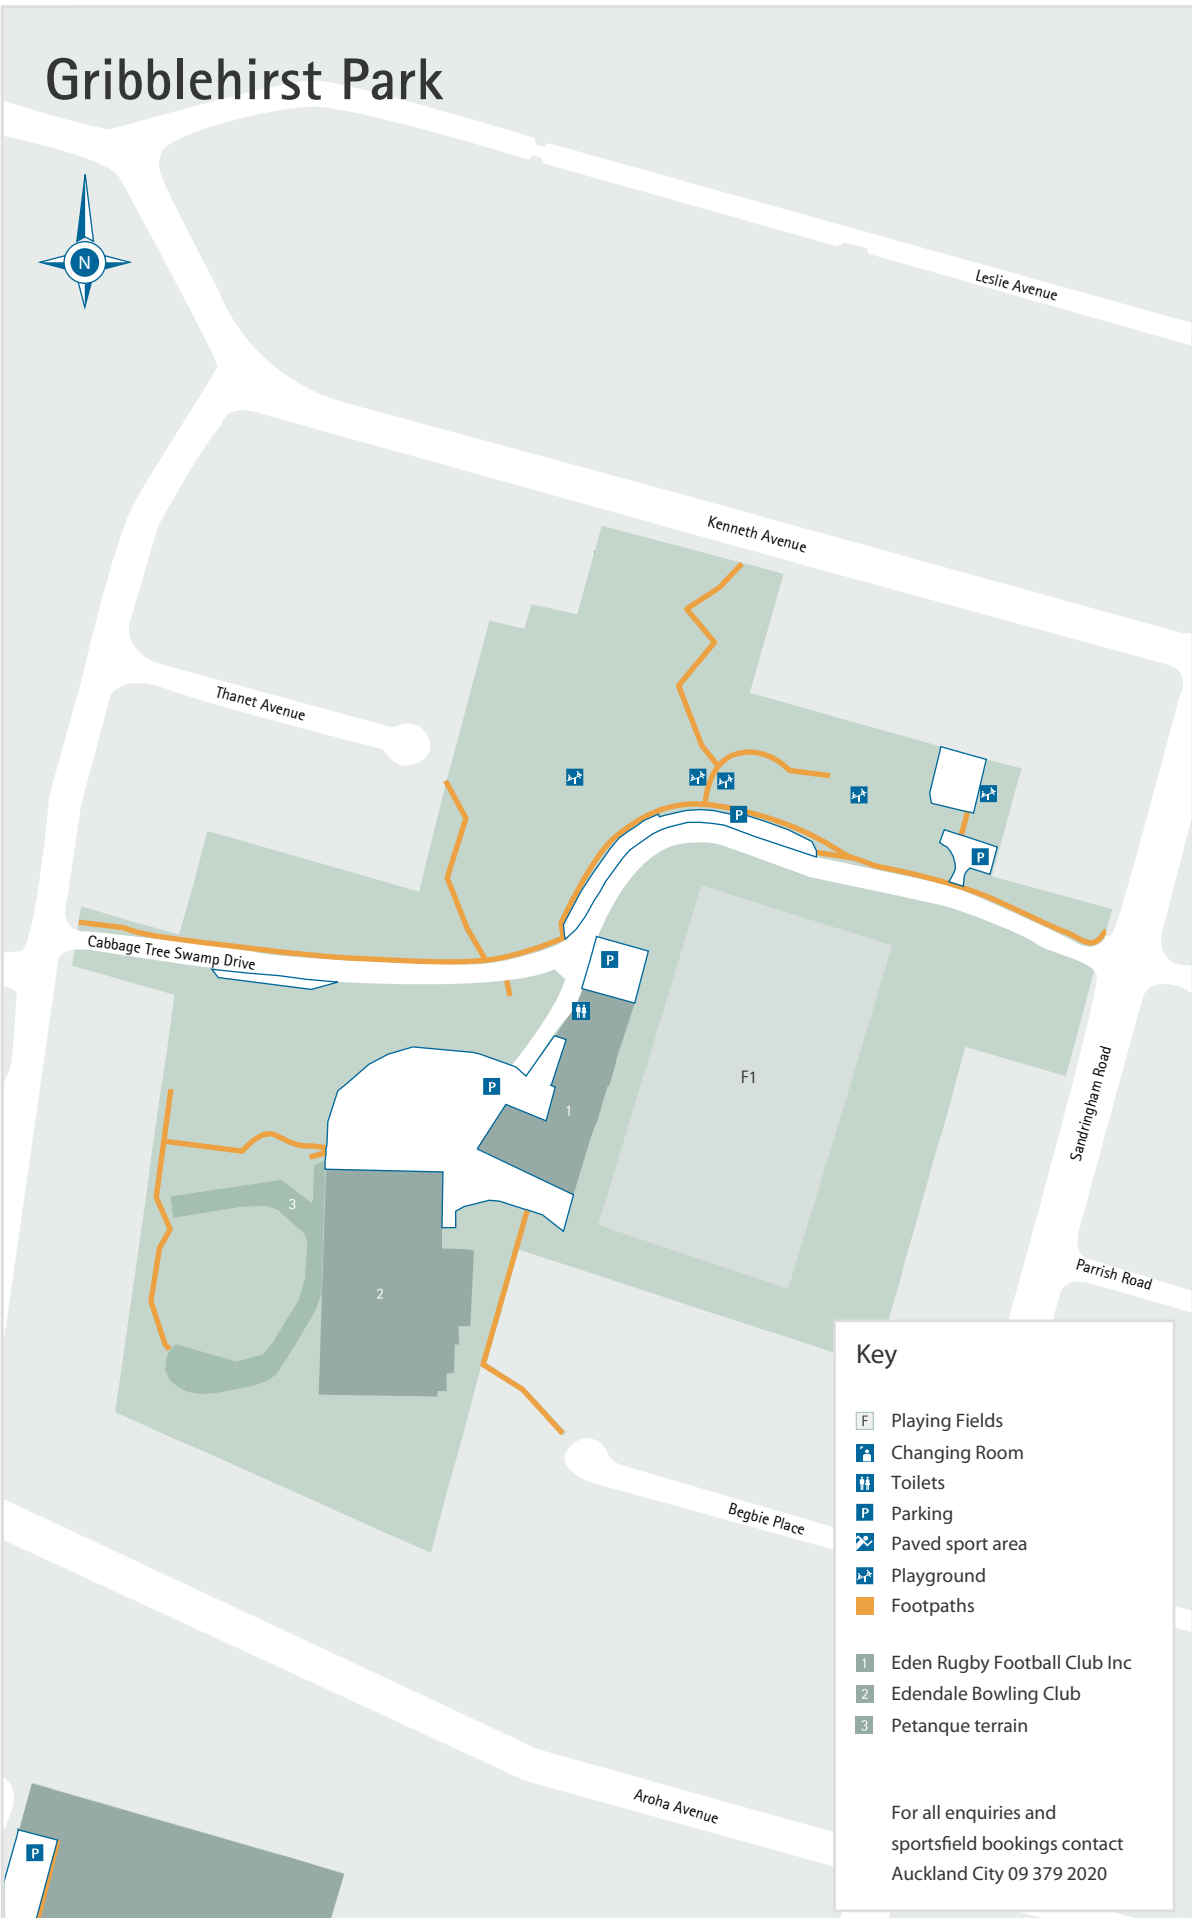 Gribblehirst Park
N
Leslie Avenue
Kenneth Avenue
Thanet Avenue
P
Cabbage Tree Swamp Drive
P
P
P
F1
1
Sandringham Road
3
2
Parrish Road
Begbie Place
Aroha Avenue
P
Key
F Playing Fields
Changing Room
Toilets
P Parking
Paved sport area
Playground
Footpaths
1 Eden Rugby Football Club Inc
2 Edendale Bowling Club
3 Petanque terrain
For all enquiries and
sportsfield bookings contact
Auckland City 09 379 2020